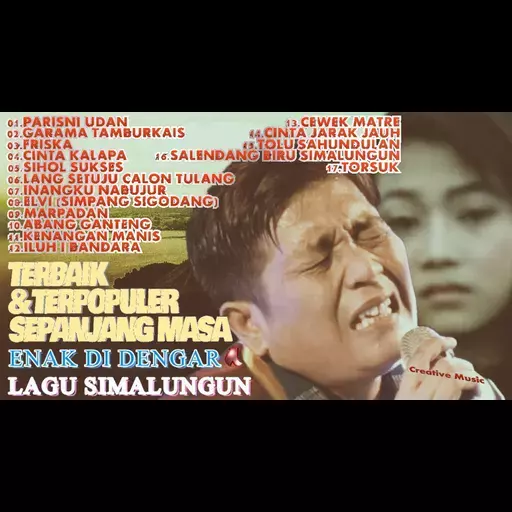 01.PARISNI UDAN
02.GARAMA TAMBURKAIS
03.FRISKA
04.CINTA KALAPA
05.SIHOL SUKSES
06.LANG SETUJU CALON TULANG
07.INANGKU NABUJUR
08.ELVI (SIMPANG SIGODANG)
09.MARPADAN
10.ABANG GANTENG
11.KENANGAN MANIS
12.ILUH I BANDARA
13.CEWEK MATRE
14.CINTA JARAK JAUH
15.TOLU SAHUNDULAN
16.SALENDANG BIRU SIMALUNGUN
17.TORSUK
TERBAIK
&TERPOPULER
SEPANJANG MASA
ENAK DI DENGAR
LAGU SIMALUNGUN
Creative Music